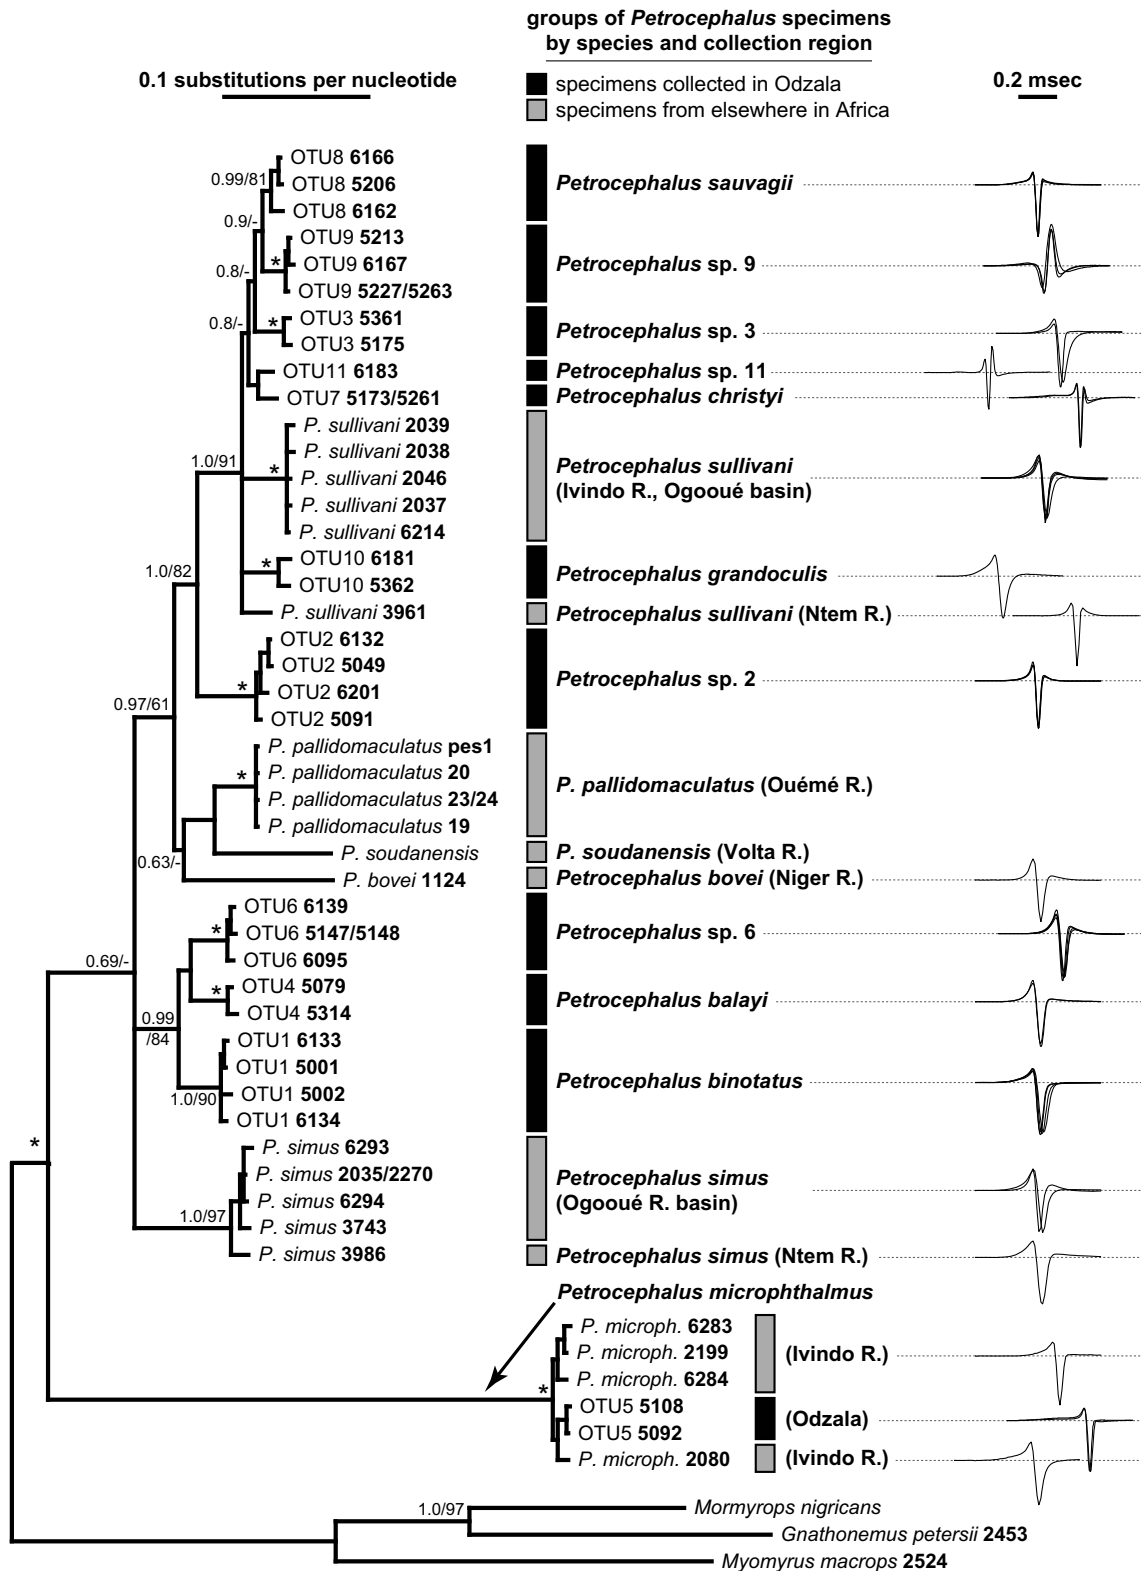 groups of Petrocephalus specimens
by species and collection region
0.1 substitutions per nucleotide
specimens collected in Odzala
specimens from elsewhere in Africa
0.2 msec
OTU8 6166
0.99/81
OTU8 5206
Petrocephalus sauvagii
OTU8 6162
0.9/-
OTU9 5213
*
OTU9 6167
Petrocephalus sp. 9
0.8/-
OTU9 5227/5263
OTU3 5361
0.8/-
*
Petrocephalus sp. 3
OTU3 5175
OTU11 6183
Petrocephalus sp. 11
OTU7 5173/5261
Petrocephalus christyi
P. sullivani 2039
P. sullivani 2038
1.0/91
*
Petrocephalus sullivani
P. sullivani 2046
(Ivindo R., Ogooué basin)
P. sullivani 2037
P. sullivani 6214
OTU10 6181
*
1.0/82
Petrocephalus grandoculis
OTU10 5362
P. sullivani 3961
Petrocephalus sullivani (Ntem R.)
OTU2 6132
OTU2 5049
Petrocephalus sp. 2
*
OTU2 6201
0.97/61
OTU2 5091
P. pallidomaculatus pes1
*
P. pallidomaculatus 20
P. pallidomaculatus (Ouémé R.)
P. pallidomaculatus 23/24
P. pallidomaculatus 19
P. soudanensis
P. soudanensis (Volta R.)
0.63/-
P. bovei 1124
Petrocephalus bovei (Niger R.)
OTU6 6139
*
OTU6 5147/5148
Petrocephalus sp. 6
OTU6 6095
0.69/-
*
OTU4 5079
Petrocephalus balayi
OTU4 5314
0.99
/84
OTU1 6133
OTU1 5001
Petrocephalus binotatus
OTU1 5002
1.0/90
OTU1 6134
*
P. simus 6293
P. simus 2035/2270
Petrocephalus simus
P. simus 6294
(Ogooué R. basin)
1.0/97
P. simus 3743
P. simus 3986
Petrocephalus simus (Ntem R.)
Petrocephalus microphthalmus
P. microph. 6283
P. microph. 2199
(Ivindo R.)
P. microph. 6284
*
OTU5 5108
(Odzala)
OTU5 5092
P. microph. 2080
(Ivindo R.)
1.0/97
Mormyrops nigricans
Gnathonemus petersii 2453
Myomyrus macrops 2524